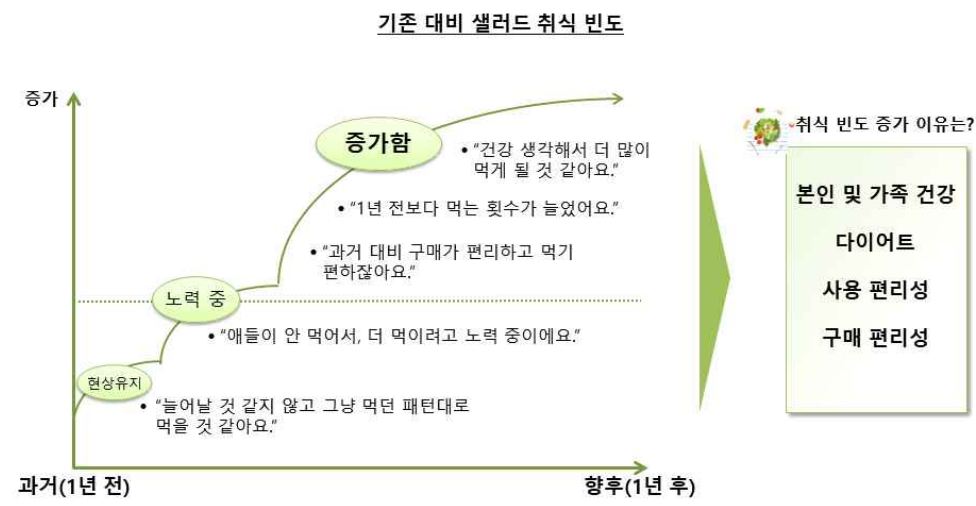 기존 대비 샐러드 취식 빈도
증가
증가함
• “건강 생각해서 더 많이
먹게 될 것 같아요.”
• “1년 전보다 먹는 횟수가 늘었어요.”
• “과거 대비 구매가 편리하고 먹기
편하잖아요.”
노력 중
• “애들이 안 먹어서, 더 먹이려고 노력 중이에요.”
현상유지
• “늘어날 것 같지 않고 그냥 먹던 패턴대로
먹을 것 같아요.”
과거(1년 전)
향후(1년 후)
취식 빈도 증가 이유는?
본인 및 가족 건강
다이어트
사용 편리성
구매 편리성